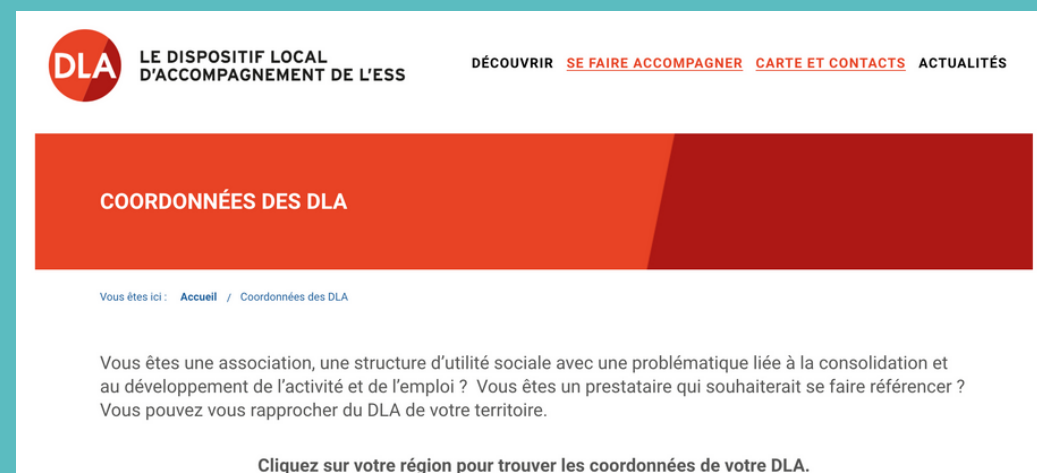 DLA
LE DISPOSITIF LOCAL
D'ACCOMPAGNEMENT DE L'ESS
DÉCOUVRIR SE FAIRE ACCOMPAGNER CARTE ET CONTACTS ACTUALITÉS
COORDONNÉES DES DLA
Vous êtes ici : Accueil / Coordonnées des DLA
Vous êtes une association, une structure d'utilité sociale avec une problématique liée à la consolidation et
au développement de l'activité et de l'emploi ? Vous êtes un prestataire qui souhaiterait se faire référencer ?
Vous pouvez vous rapprocher du DLA de votre territoire.
Cliquez sur votre région pour trouver les coordonnées de votre DLA.